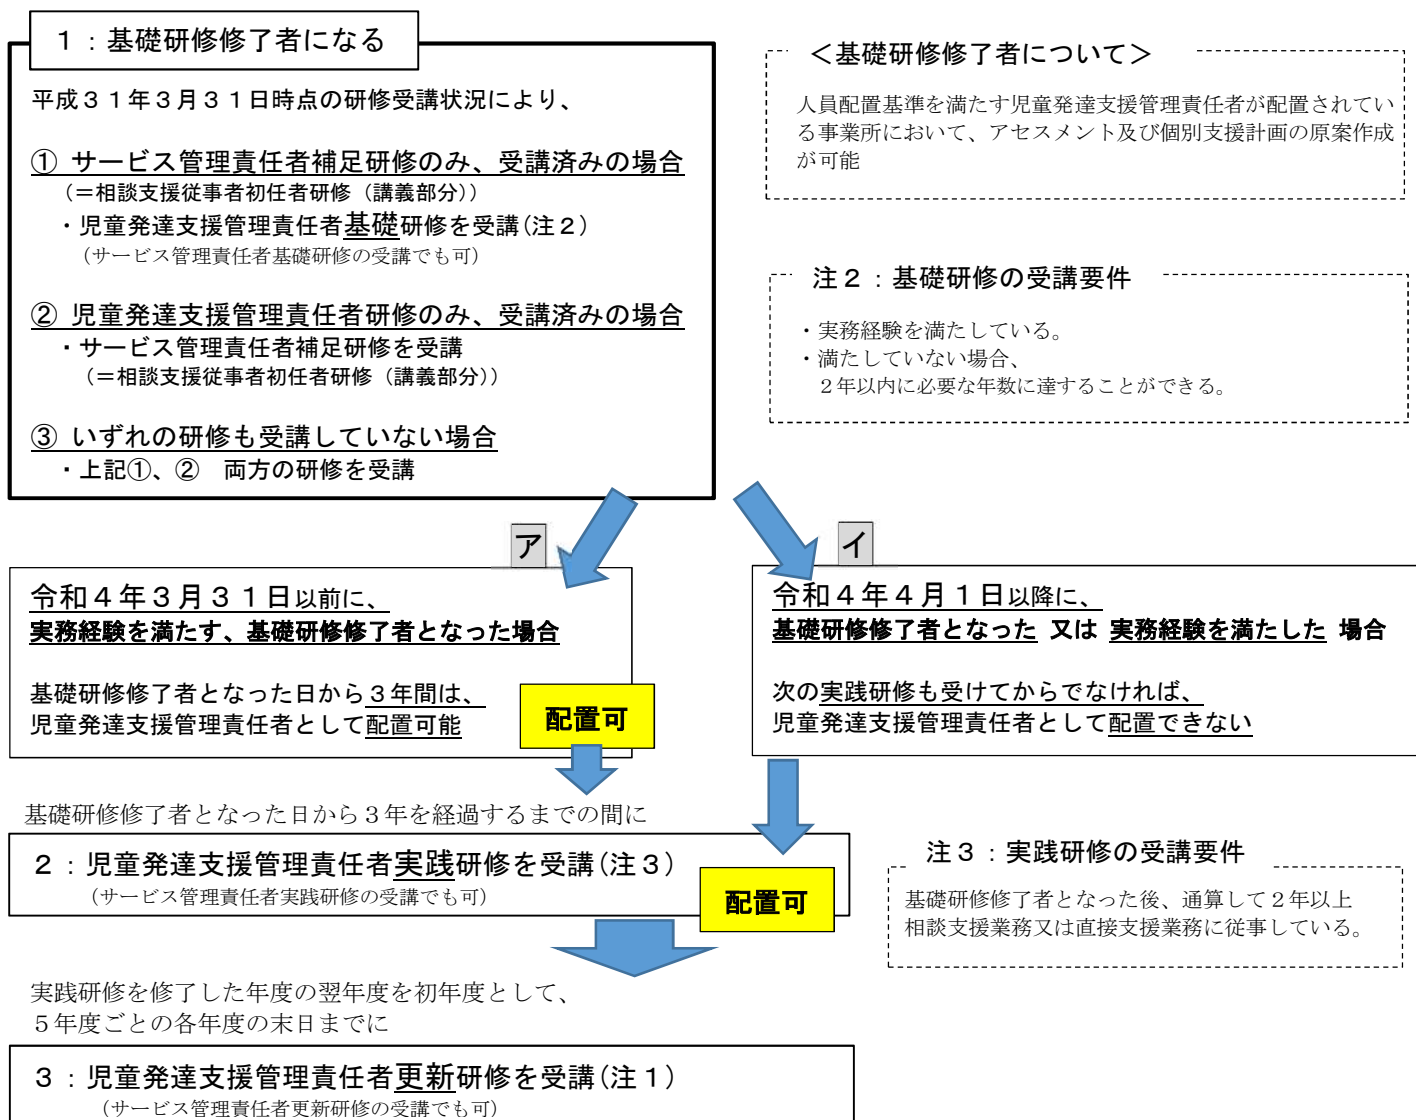 １：基礎研修修了者になる
平成３１年３月３１日時点の研修受講状況により、
① サービス管理責任者補足研修のみ、受講済みの場合
（＝相談支援従事者初任者研修（講義部分））
・児童発達支援管理責任者基礎研修を受講（注２）
（サービス管理責任者基礎研修の受講でも可）
② 児童発達支援管理責任者研修のみ、受講済みの場合
・サービス管理責任者補足研修を受講
（＝相談支援従事者初任者研修（講義部分））
③ いずれの研修も受講していない場合
・上記①、②　両方の研修を受講
＜基礎研修修了者について＞
人員配置基準を満たす児童発達支援管理責任者が配置されてい
る事業所において、アセスメント及び個別支援計画の原案作成
が可能
注２：基礎研修の受講要件
・実務経験を満たしている。
・満たしていない場合、
２年以内に必要な年数に達することができる。
ア
令和４年３月３１日以前に、
実務経験を満たす、基礎研修修了者となった場合
基礎研修修了者となった日から３年間は、
児童発達支援管理責任者として配置可能
配置可
イ
令和４年４月１日以降に、
基礎研修修了者となった 又は 実務経験を満たした 場合
次の実践研修も受けてからでなければ、
児童発達支援管理責任者として配置できない
基礎研修修了者となった日から３年を経過するまでの間に
２：児童発達支援管理責任者実践研修を受講（注３）
（サービス管理責任者実践研修の受講でも可）
配置可
注３：実践研修の受講要件
基礎研修修了者となった後、通算して２年以上
相談支援業務又は直接支援業務に従事している。
実践研修を修了した年度の翌年度を初年度として、
５年度ごとの各年度の末日までに
３：児童発達支援管理責任者更新研修を受講（注１）
（サービス管理責任者更新研修の受講でも可）